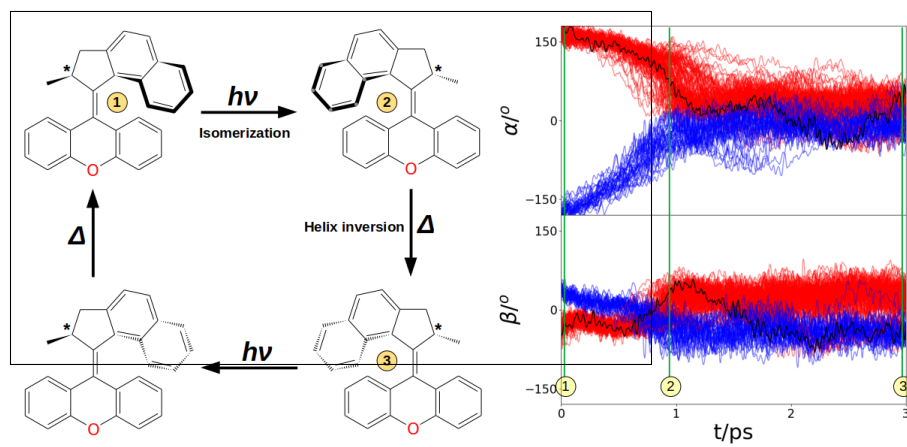 *
1
hν
Isomerization
2
*
O
O
Δ
Helix inversion
Δ
*
hν
3
*
O
O
150
0
−150
α/°
150
0
−150
β/°
1
2
3
0
1
2
3
t/ps